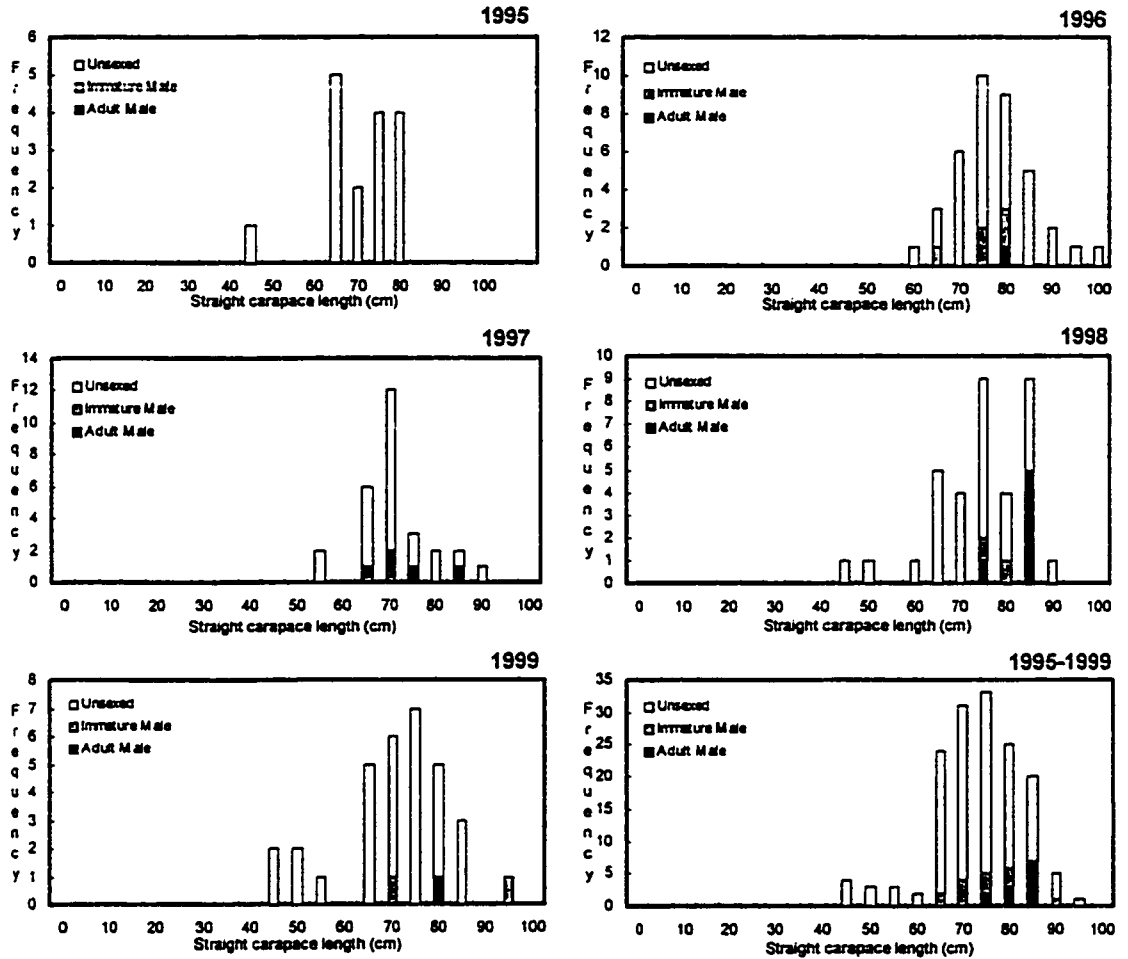 1995
Frequency
6
5
4
3
2
1
0
Unsexed
Immature Male
Adult Male
0 10 20 30 40 50 60 70 80 90 100
Straight carapace length (cm)
1996
Frequency
12
10
8
6
4
2
0
Unsexed
Immature Male
Adult Male
0 10 20 30 40 50 60 70 80 90 100
Straight carapace length (cm)
1997
Frequency
14
12
10
8
6
4
2
0
Unsexed
Immature Male
Adult Male
0 10 20 30 40 50 60 70 80 90 100
Straight carapace length (cm)
1998
Frequency
10
9
8
7
6
5
4
3
2
1
0
Unsexed
Immature Male
Adult Male
0 10 20 30 40 50 60 70 80 90 100
Straight carapace length (cm)
1999
Frequency
8
7
6
5
4
3
2
1
0
Unsexed
Immature Male
Adult Male
0 10 20 30 40 50 60 70 80 90 100
Straight carapace length (cm)
1995-1999
Frequency
35
30
25
20
15
10
5
0
Unsexed
Immature Male
Adult Male
0 10 20 30 40 50 60 70 80 90 100
Straight carapace length (cm)